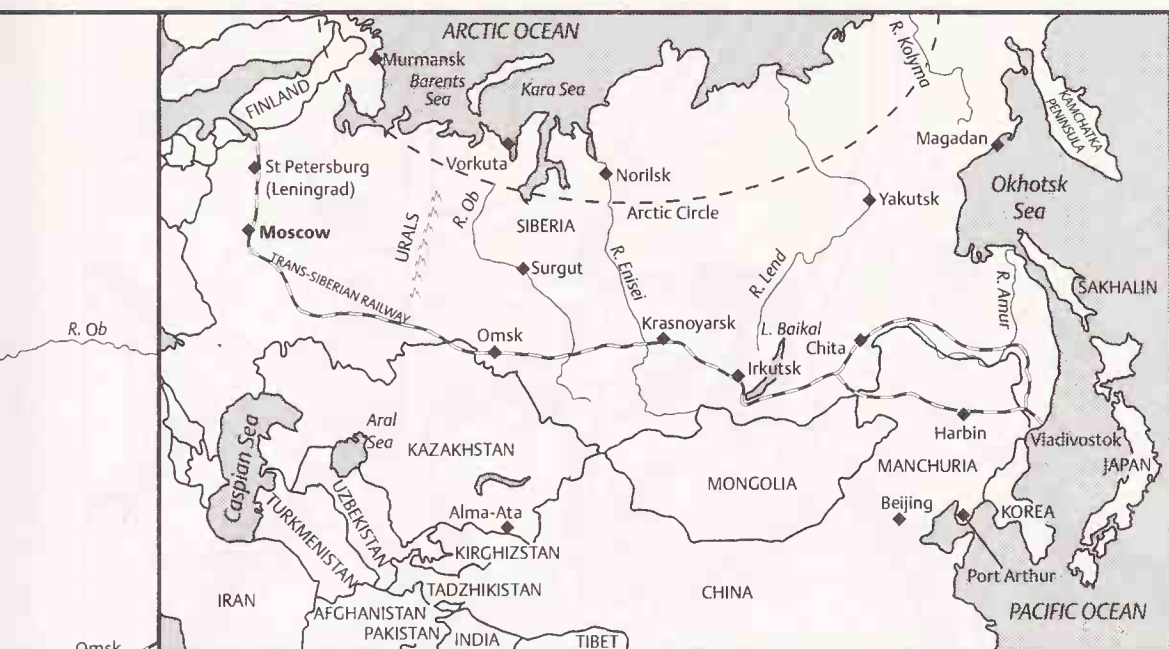 ARCTIC OCEAN
R. Kolyma
Murmansk
Barents
Sea
Kara Sea
FINLAND
KAMCHATKA
PENINSULA
Magadan
Vorkuta
St Petersburg
(Leningrad)
Norilsk
Okhotsk
Sea
Yakutsk
Arctic Circle
R. Ob
SIBERIA
URALS
Moscow
TRANS-SIBERIAN RAILWAY
Surgut
R. Enisei
R. Lend
R. Amur
SAKHALIN
R. Ob
Krasnoyarsk
L. Baikal
Omsk
Chita
Irkutsk
Caspian Sea
Aral
Sea
KAZAKHSTAN
Harbin
Vladivostok
MANCHURIA
JAPAN
MONGOLIA
TURKMENISTAN
UZBEKISTAN
Alma-Ata
Beijing
KOREA
KIRGHIZSTAN
Port Arthur
TADZHIKISTAN
IRAN
CHINA
AFGHANISTAN
PACIFIC OCEAN
PAKISTAN
INDIA
TIBET
Omsk